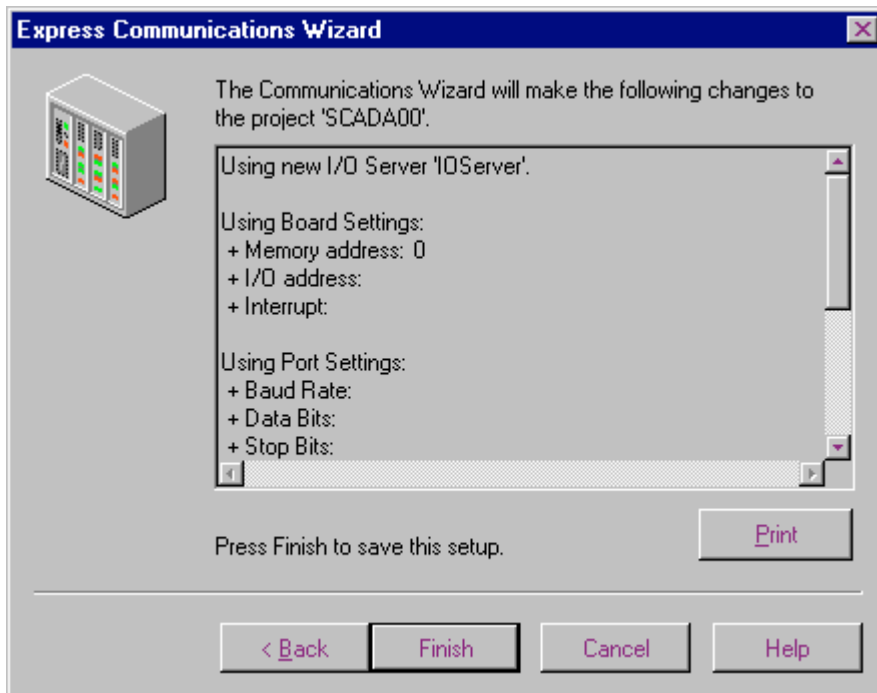 Express Communications Wizard
The Communications Wizard will make the following changes to
the project 'SCADA00'.
Using new I/O Server 'IOServer'.
Using Board Settings:
+ Memory address: 0
+ I/O address:
+ Interrupt:
Using Port Settings:
+ Baud Rate:
+ Data Bits:
+ Stop Bits:
Print
Press Finish to save this setup.
< Back
Finish
Cancel
Help